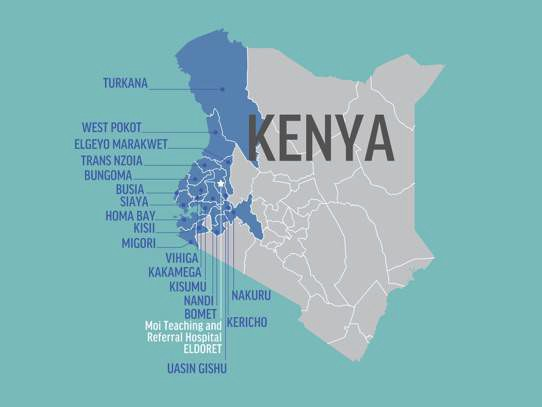 TURKANA
KENYA
WEST POKOT
ELGEYO MARAKWET
TRANS NZOIA
BUNGOMA
BUSIA
SIAYA
HOMA BAY
KISII
MIGORI
VIHIGA
KAKAMEGA
KISUMU
NANDI
NAKURU
BOMET
KERICHO
Moi Teaching and
Referral Hospital
ELDORET
UASIN GISHU